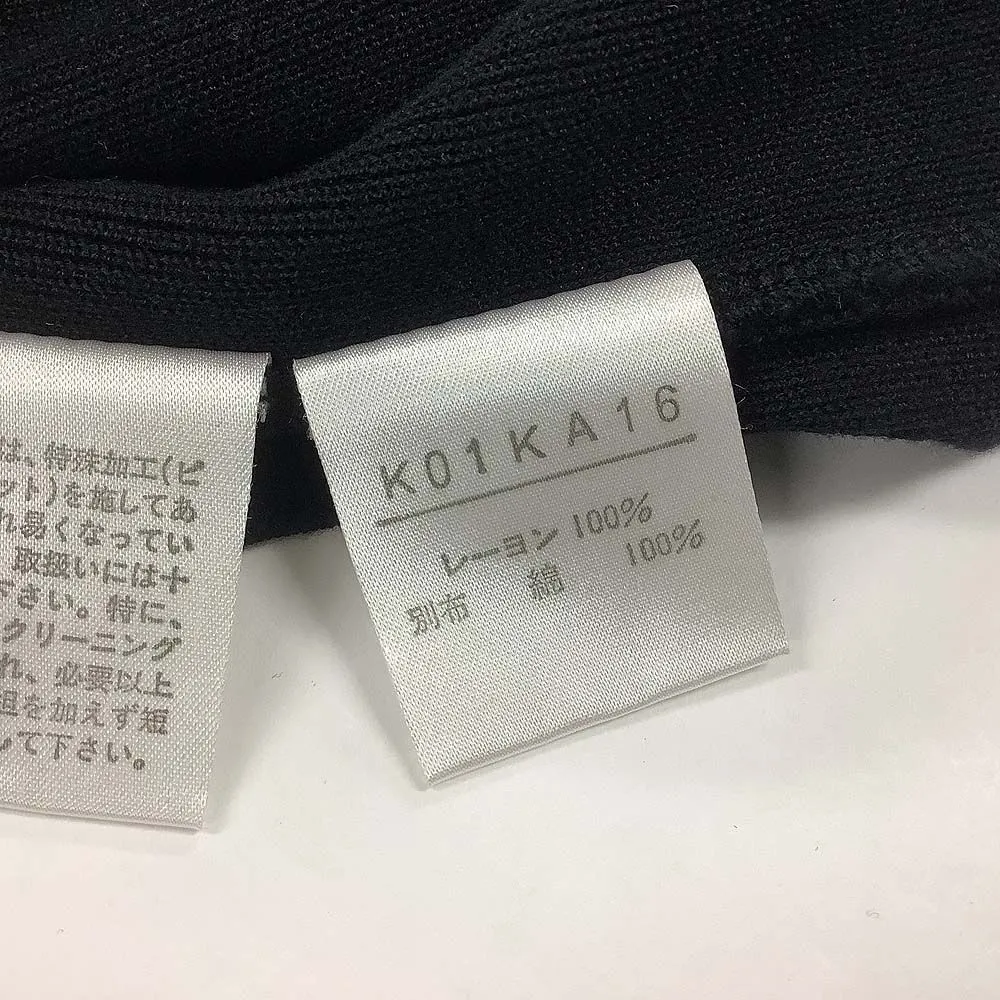 は、特殊加工(ピ
ット)を施してあ
れ易くなってい
取扱いには十
下さい。特に、
クリーニング
れ、必要以上
を加えず短
して下さい。
K01KA16
レーヨン 100%
別布 綿 100%